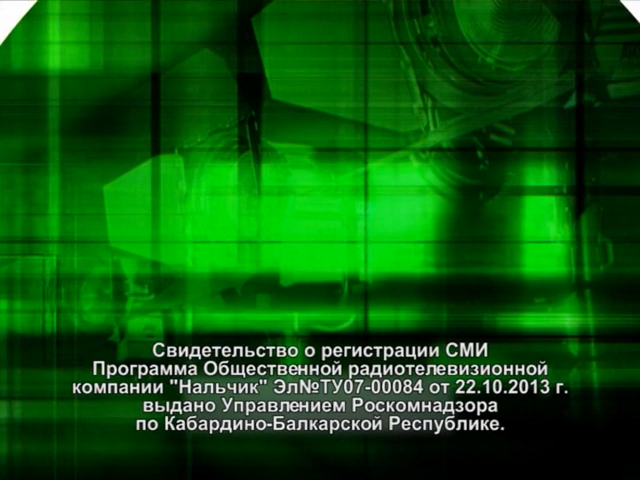 Свидетельство о регистрации СМИ
Программа Общественной радиотелевизионной
компании "Нальчик" Эл№ТУ07-00084 от 22.10.2013 г.
выдано Управлением Роскомнадзора
по Кабардино-Балкарской Республике.